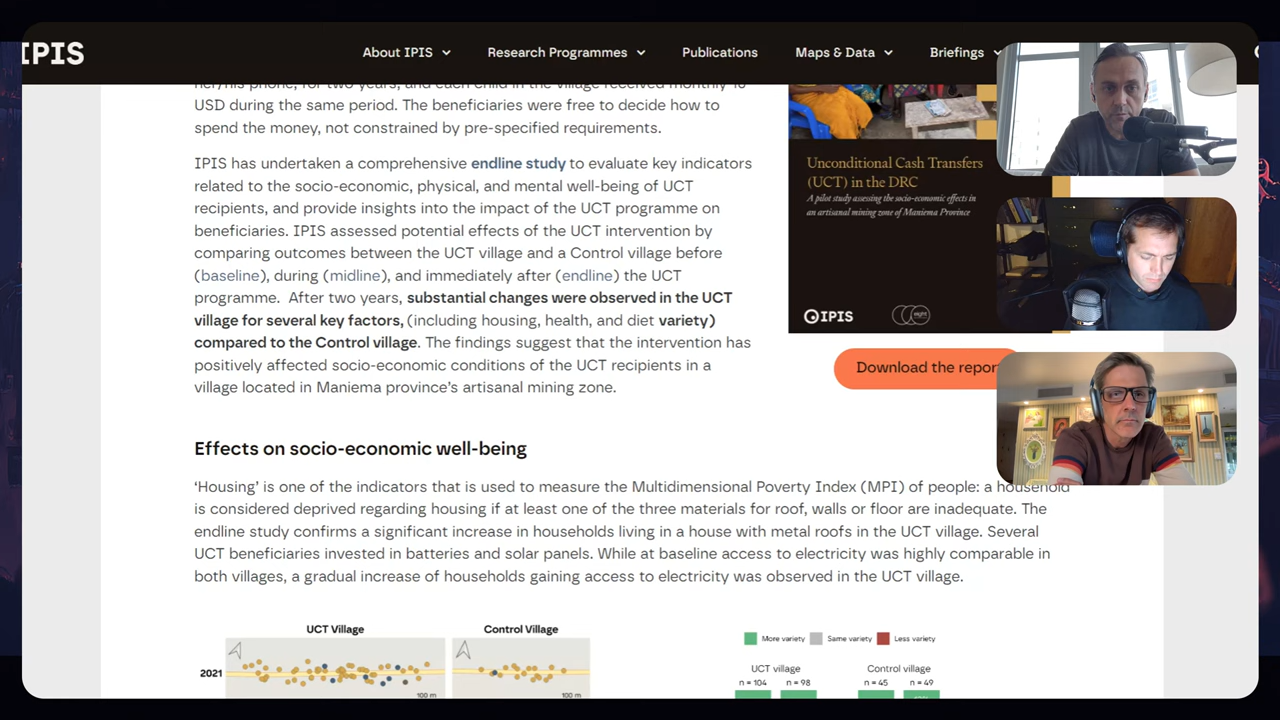 IPIS
About IPIS
Research Programmes
Publications
Maps & Data
Briefings
USD during the same period. The beneficiaries were free to decide how to
spend the money, not constrained by pre-specified requirements.
IPIS has undertaken a comprehensive endline study to evaluate key indicators
related to the socio-economic, physical, and mental well-being of UCT
recipients, and provide insights into the impact of the UCT programme on
beneficiaries. IPIS assessed potential effects of the UCT intervention by
comparing outcomes between the UCT village and a Control village before
(baseline), during (midline), and immediately after (endline) the UCT
programme. After two years, substantial changes were observed in the UCT
village for several key factors, (including housing, health, and diet variety)
compared to the Control village. The findings suggest that the intervention has
positively affected socio-economic conditions of the UCT recipients in a
village located in Maniema province’s artisanal mining zone.
Unconditional Cash Transfers
(UCT) in the DRC
A pilot study assessing the socio-economic effects in
an artisanal mining zone of Maniema Province
IPIS
eight
Download the report
Effects on socio-economic well-being
‘Housing’ is one of the indicators that is used to measure the Multidimensional Poverty Index (MPI) of people: a household
is considered deprived regarding housing if at least one of the three materials for roof, walls or floor are inadequate. The
endline study confirms a significant increase in households living in a house with metal roofs in the UCT village. Several
UCT beneficiaries invested in batteries and solar panels. While at baseline access to electricity was highly comparable in
both villages, a gradual increase of households gaining access to electricity was observed in the UCT village.
UCT Village
Control Village
2021
100 m
100 m
More variety
Same variety
Less variety
UCT village
Control village
n = 104
n = 98
n = 45
n = 49